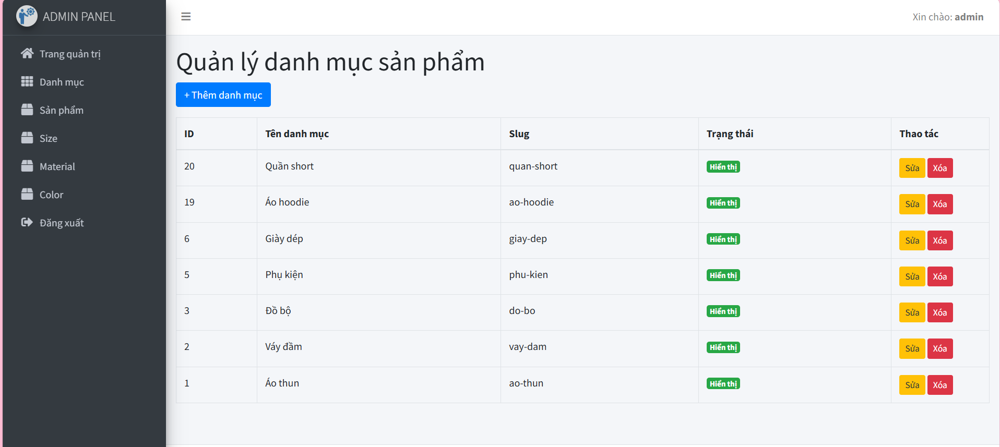 ADMIN PANEL
Xin chào: admin
Trang quản trị
Danh mục
Sản phẩm
Size
Material
Color
Đăng xuất
Quản lý danh mục sản phẩm
+ Thêm danh mục
ID Tên danh mục Slug Trạng thái Thao tác
20 Quần short quan-short Hiển thị Sửa Xóa
19 Áo hoodie ao-hoodie Hiển thị Sửa Xóa
6 Giày dép giay-dep Hiển thị Sửa Xóa
5 Phụ kiện phu-kien Hiển thị Sửa Xóa
3 Đồ bộ do-bo Hiển thị Sửa Xóa
2 Váy đầm vay-dam Hiển thị Sửa Xóa
1 Áo thun ao-thun Hiển thị Sửa Xóa